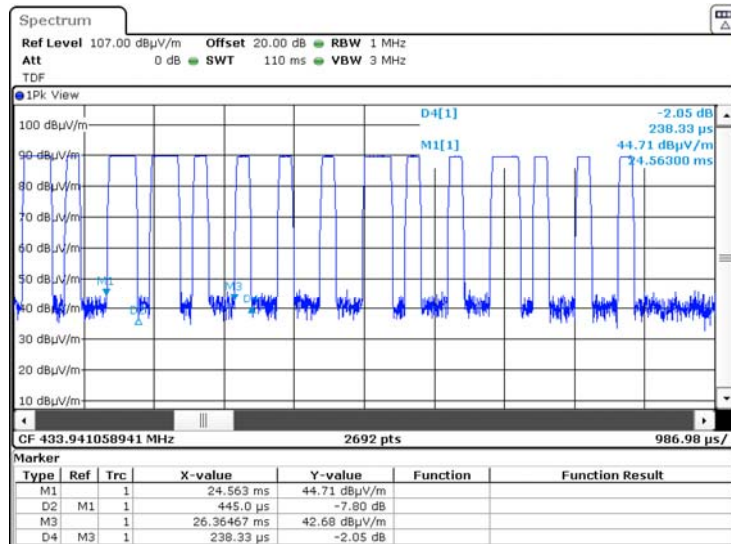 Spectrum
Ref Level 107.00 dBµV/m Offset 20.00 dB RBW 1 MHz
Att 0 dB SWT 110 ms VBW 3 MHz
TDF
1Pk View
D4[1] -2.05 dB
238.33 µs
100 dBµV/m
M1[1] 44.71 dBµV/m
24.56300 ms
90 dBµV/m
80 dBµV/m
70 dBµV/m
60 dBµV/m
50 dBµV/m
M1
M3
40 dBµV/m
30 dBµV/m
20 dBµV/m
10 dBµV/m
CF 433.941058941 MHz 2692 pts 986.98 µs/
Marker
Type Ref Trc X-value Y-value Function Function Result
M1 1 24.563 ms 44.71 dBµV/m
D2 M1 1 445.0 µs -7.80 dB
M3 1 26.36467 ms 42.68 dBµV/m
D4 M3 1 238.33 µs -2.05 dB